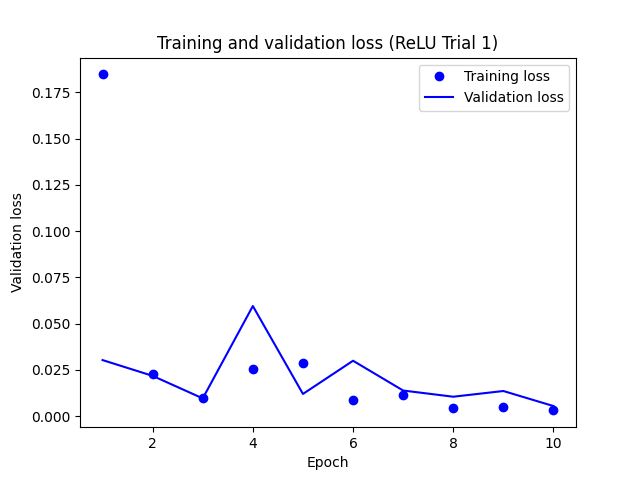 Training and validation loss (ReLU Trial 1)
Training loss
Validation loss
0.175
0.150
0.125
0.100
0.075
0.050
0.025
0.000
Validation loss
2
4
6
8
10
Epoch